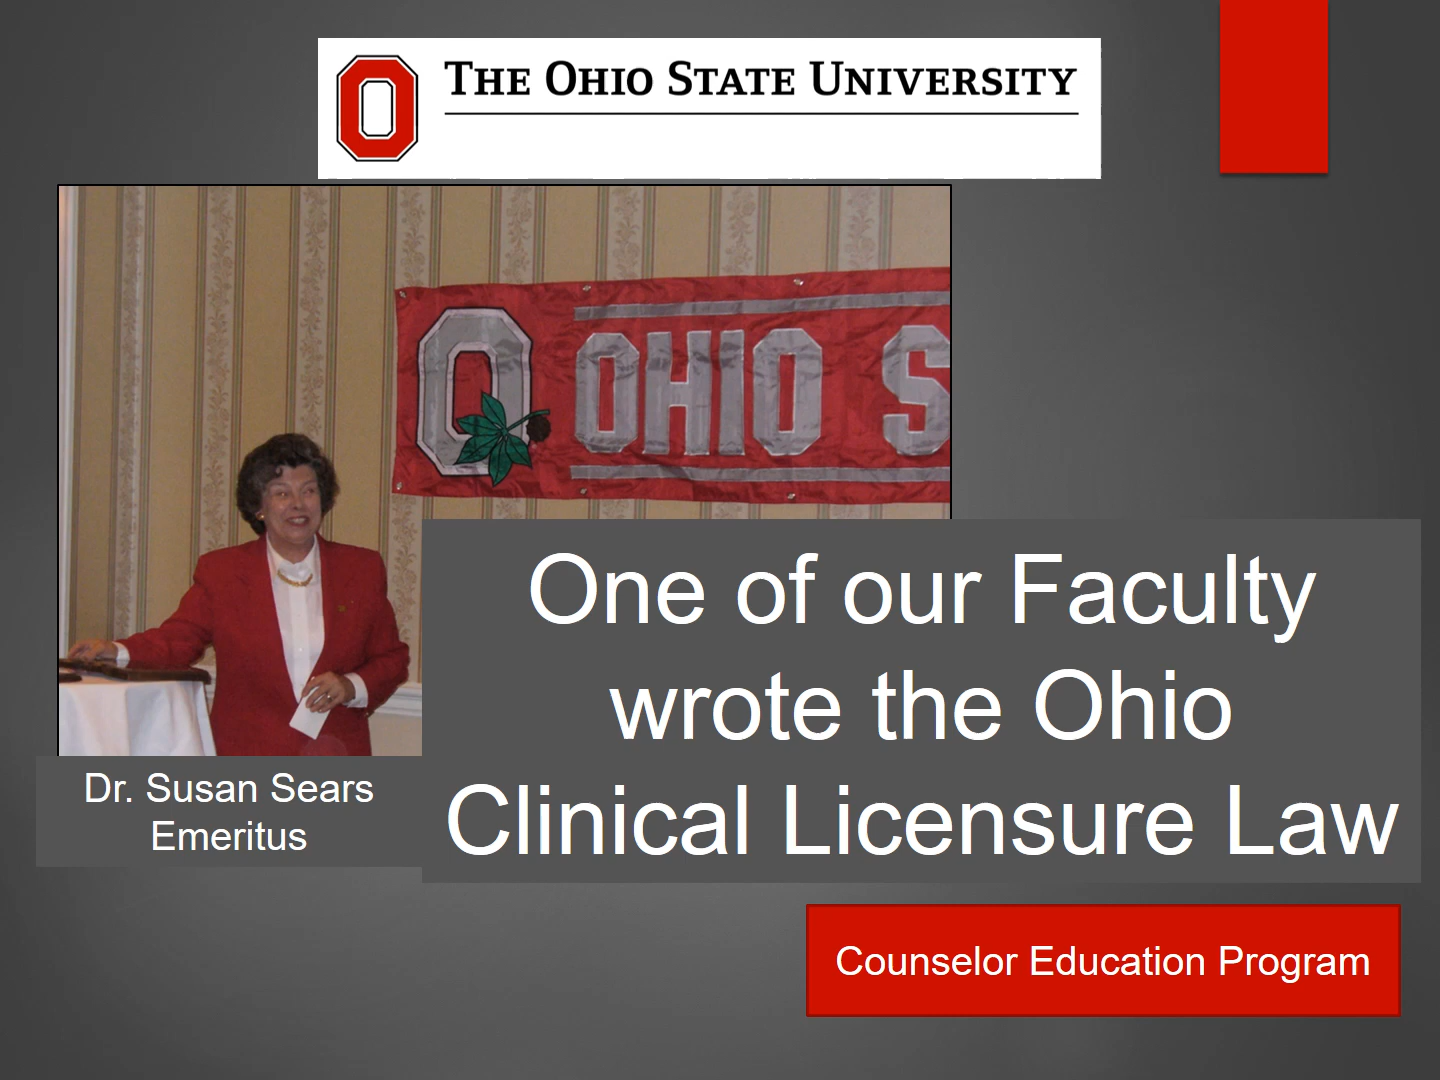 THE OHIO STATE UNIVERSITY
OHIO S
One of our Faculty
wrote the Ohio
Clinical Licensure Law
Dr. Susan Sears
Emeritus
Counselor Education Program